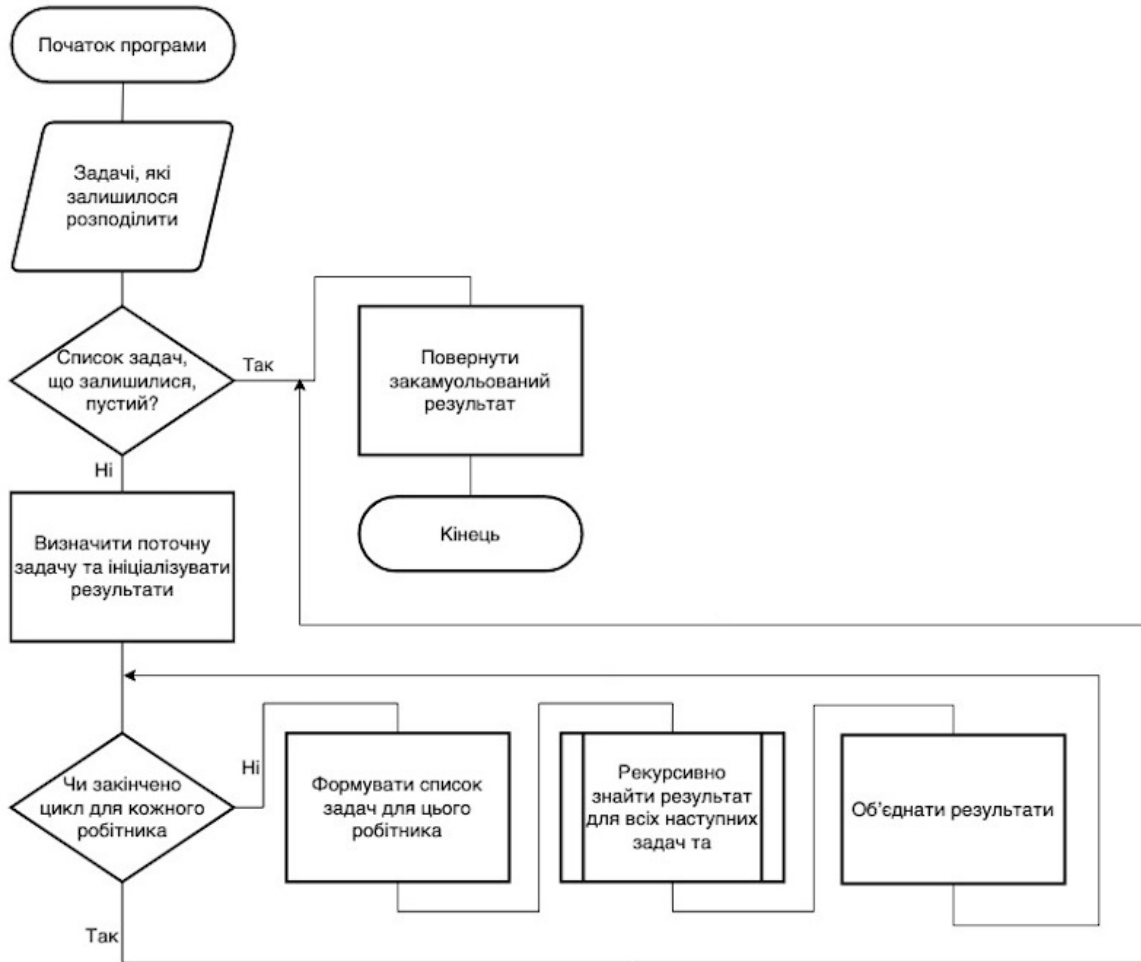 Початок програми
Задачі, які
залишилося
розподілити
Список задач,
що залишилися,
пустий?
Так
Повернути
закамуольований
результат
Ні
Кінець
Визначити поточну
задачу та ініціалізувати
результати
Чи закінчено
цикл для кожного
робітника
Ні
Формувати список
задач для цього
робітника
Рекурсивно
знайти результат
для всіх наступних
задач та
Об’єднати результати
Так